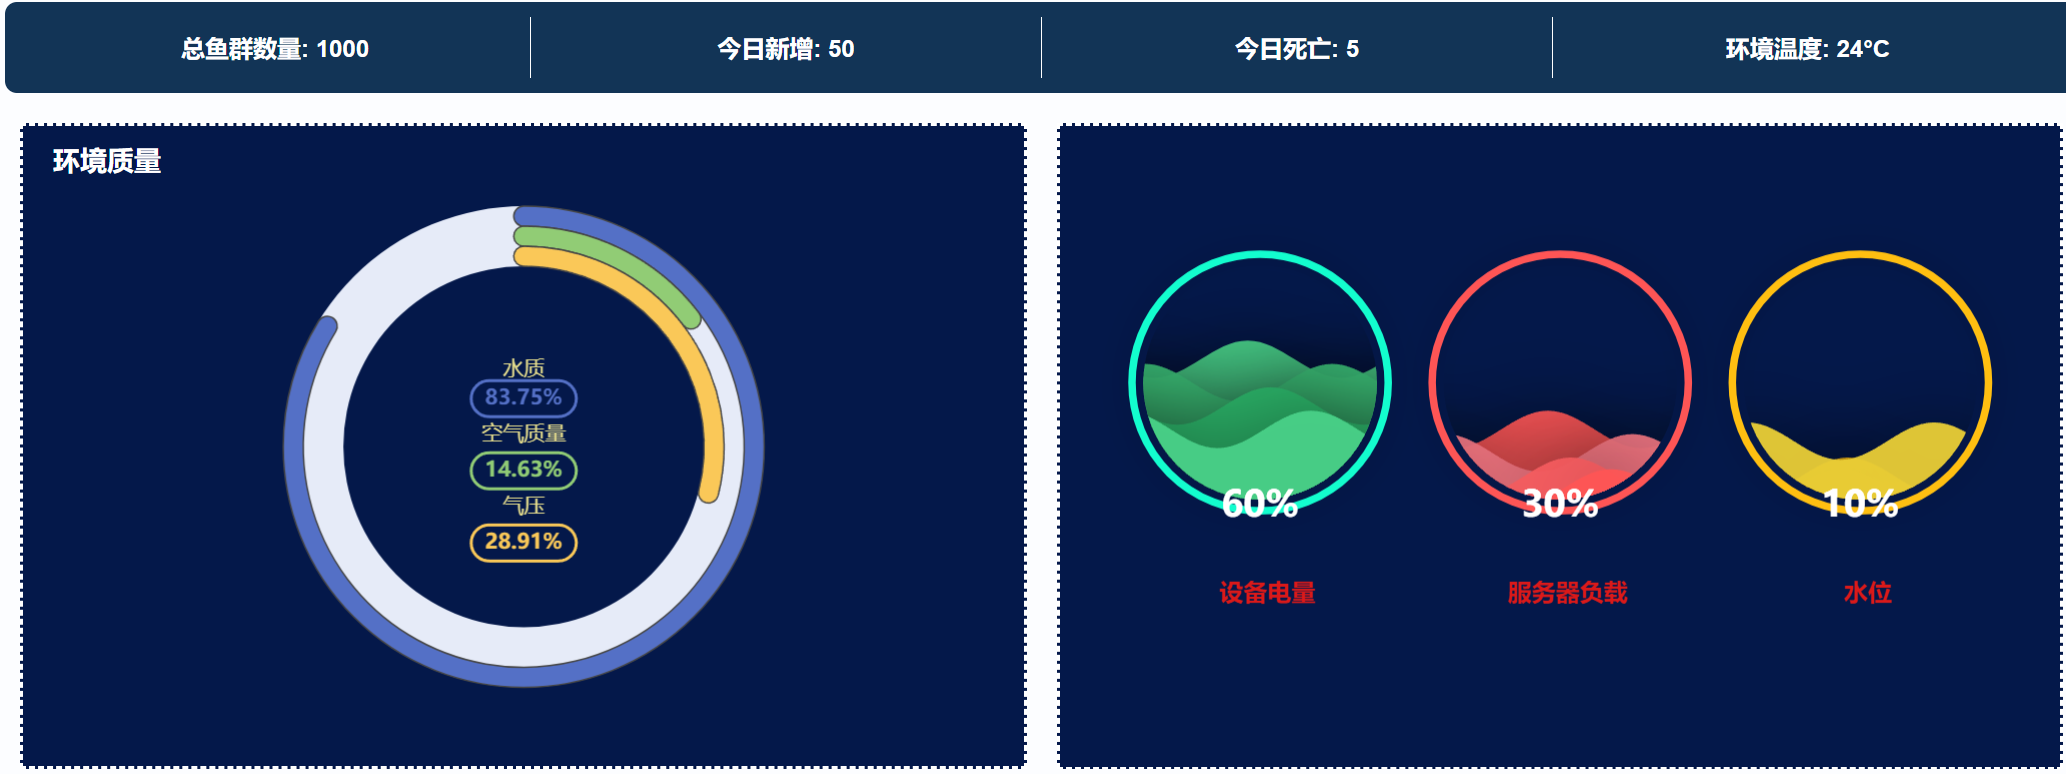 总鱼群数量: 1000
今日新增: 50
今日死亡: 5
环境温度: 24°C
环境质量
水质
83.75%
空气质量
14.63%
气压
28.91%
60%
30%
10%
设备电量
服务器负载
水位